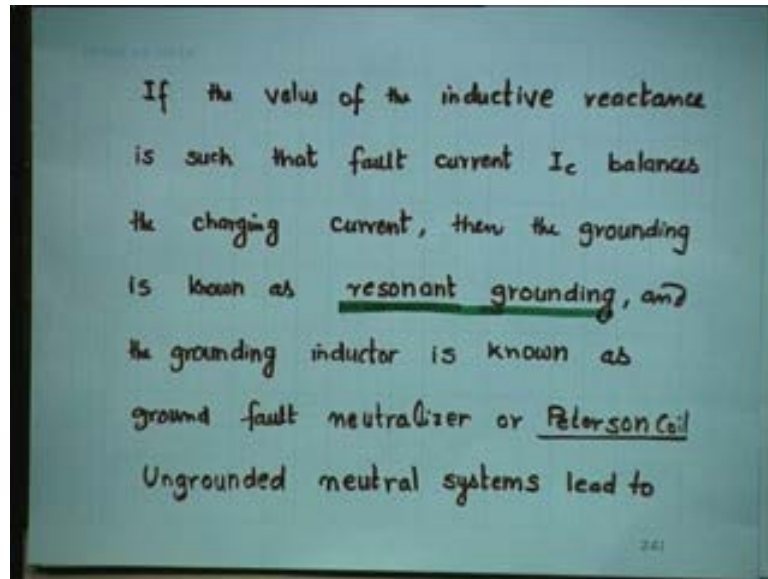 If the value of the inductive reactance
is such that fault current Ic balances
the charging current, then the grounding
is known as resonant grounding, and
the grounding inductor is known as
ground fault neutralizer or Peterson Coil
Ungrounded neutral systems lead to